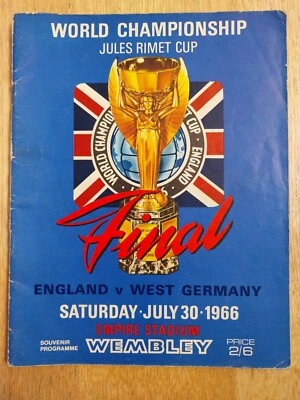 WORLD CHAMPIONSHIP
JULES RIMET CUP
WORLD CHAMPION
CUP · ENGLAND
Final
ENGLAND v WEST GERMANY
SATURDAY·JULY 30·1966
EMPIRE STADIUM
SOUVENIR
PROGRAMME
WEMBLEY
PRICE
2/6